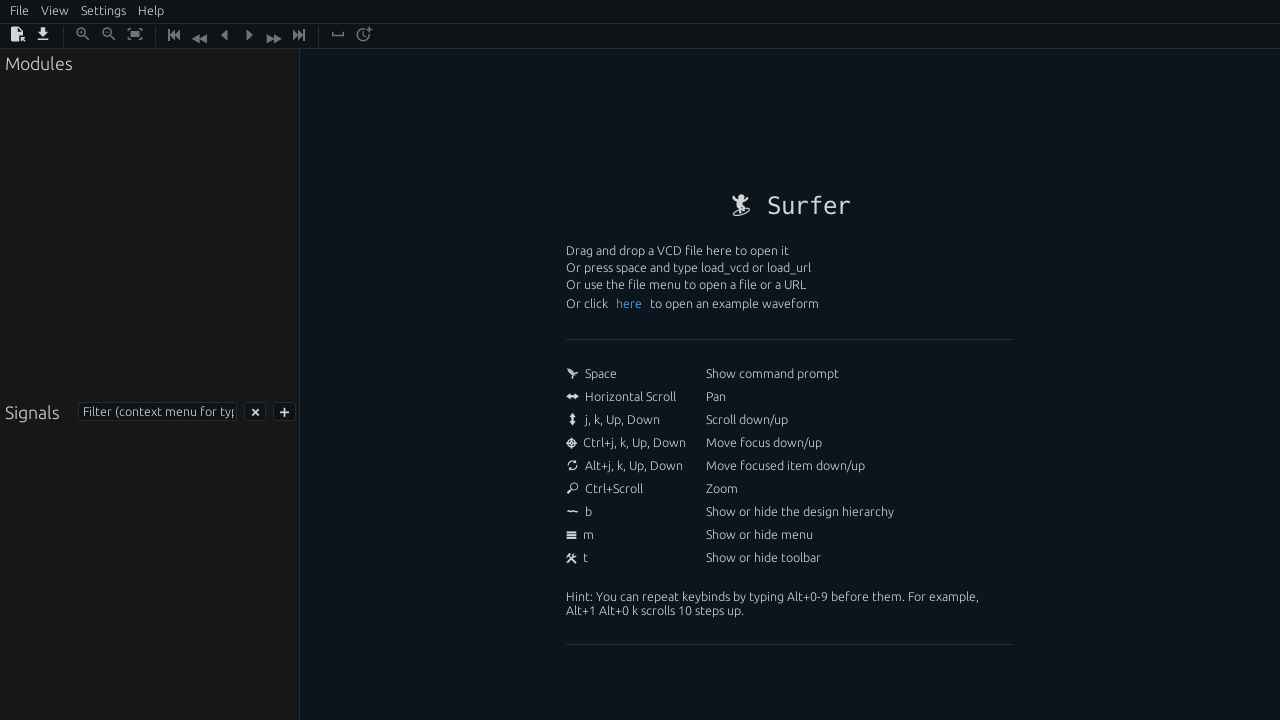 File View Settings Help
Modules
Surfer
Drag and drop a VCD file here to open it
Or press space and type load_vcd or load_url
Or use the file menu to open a file or a URL
Or click here to open an example waveform
Space Show command prompt
Horizontal Scroll Pan
j, k, Up, Down Scroll down/up
Signals Filter (context menu for typ
Ctrl+j, k, Up, Down Move focus down/up
Alt+j, k, Up, Down Move focused item down/up
Ctrl+Scroll Zoom
b Show or hide the design hierarchy
m Show or hide menu
t Show or hide toolbar
Hint: You can repeat keybinds by typing Alt+0-9 before them. For example,
Alt+1 Alt+0 k scrolls 10 steps up.